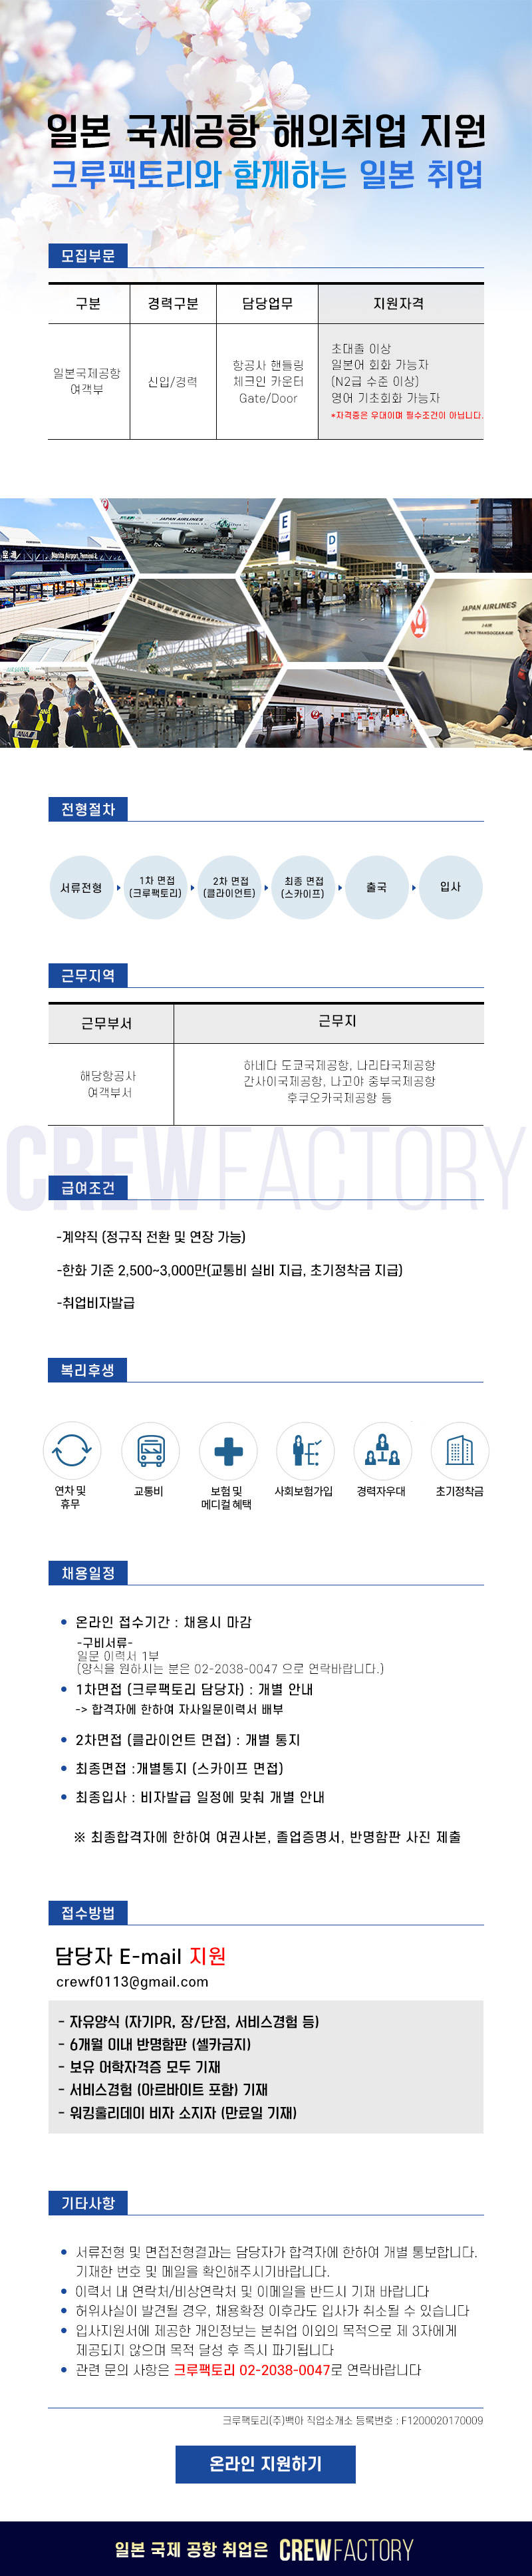 일본 국제공항 해외취업 지원
크루팩토리와 함께하는 일본 취업
모집부문
구분 경력구분 담당업무 지원자격
일본국제공항
여객부
신입/경력
항공사 핸들링
체크인 카운터
Gate/Door
초대졸 이상
일본어 회화 가능자
(N2급 수준 이상)
영어 기초회화 가능자
*자격증은 우대이며 필수조건이 아닙니다.
Narita Airport, Terminal 2
JAPAN AIRLINES
E
D
JAPAN AIRLINES
JAPAN TRANSOCEAN AIR
ANA
ANA
전형절차
서류전형
1차 면접
(크루팩토리)
2차 면접
(클라이언트)
최종 면접
(스카이프)
출국
입사
근무지역
근무부서 근무지
해당항공사
여객부서
하네다 도쿄국제공항, 나리타국제공항
간사이국제공항, 나고야 중부국제공항
후쿠오카국제공항 등
CREWFACTORY
급여조건
-계약직 (정규직 전환 및 연장 가능)
-한화 기준 2,500~3,000만(교통비 실비 지급, 초기정착금 지급)
-취업비자발급
복리후생
연차 및
휴무
교통비
보험 및
메디컬 혜택
사회보험가입
경력자우대
초기정착금
채용일정
• 온라인 접수기간 : 채용시 마감
-구비서류-
일문 이력서 1부
(양식을 원하시는 분은 02-2038-0047 으로 연락바랍니다.)
• 1차면접 (크루팩토리 담당자) : 개별 안내
-> 합격자에 한하여 자사일문이력서 배부
• 2차면접 (클라이언트 면접) : 개별 통지
• 최종면접 :개별통지 (스카이프 면접)
• 최종입사 : 비자발급 일정에 맞춰 개별 안내
※ 최종합격자에 한하여 여권사본, 졸업증명서, 반명함판 사진 제출
접수방법
담당자 E-mail 지원
crewf0113@gmail.com
- 자유양식 (자기PR, 장/단점, 서비스경험 등)
- 6개월 이내 반명함판 (셀카금지)
- 보유 어학자격증 모두 기재
- 서비스경험 (아르바이트 포함) 기재
- 워킹홀리데이 비자 소지자 (만료일 기재)
기타사항
• 서류전형 및 면접전형결과는 담당자가 합격자에 한하여 개별 통보합니다.
기재한 번호 및 메일을 확인해주시기바랍니다.
• 이력서 내 연락처/비상연락처 및 이메일을 반드시 기재 바랍니다
• 허위사실이 발견될 경우, 채용확정 이후라도 입사가 취소될 수 있습니다
• 입사지원서에 제공한 개인정보는 본취업 이외의 목적으로 제 3자에게
제공되지 않으며 목적 달성 후 즉시 파기됩니다
• 관련 문의 사항은 크루팩토리 02-2038-0047로 연락바랍니다
크루팩토리(주)백아 직업소개소 등록번호 : F1200020170009
온라인 지원하기
일본 국제 공항 취업은 CREWFACTORY